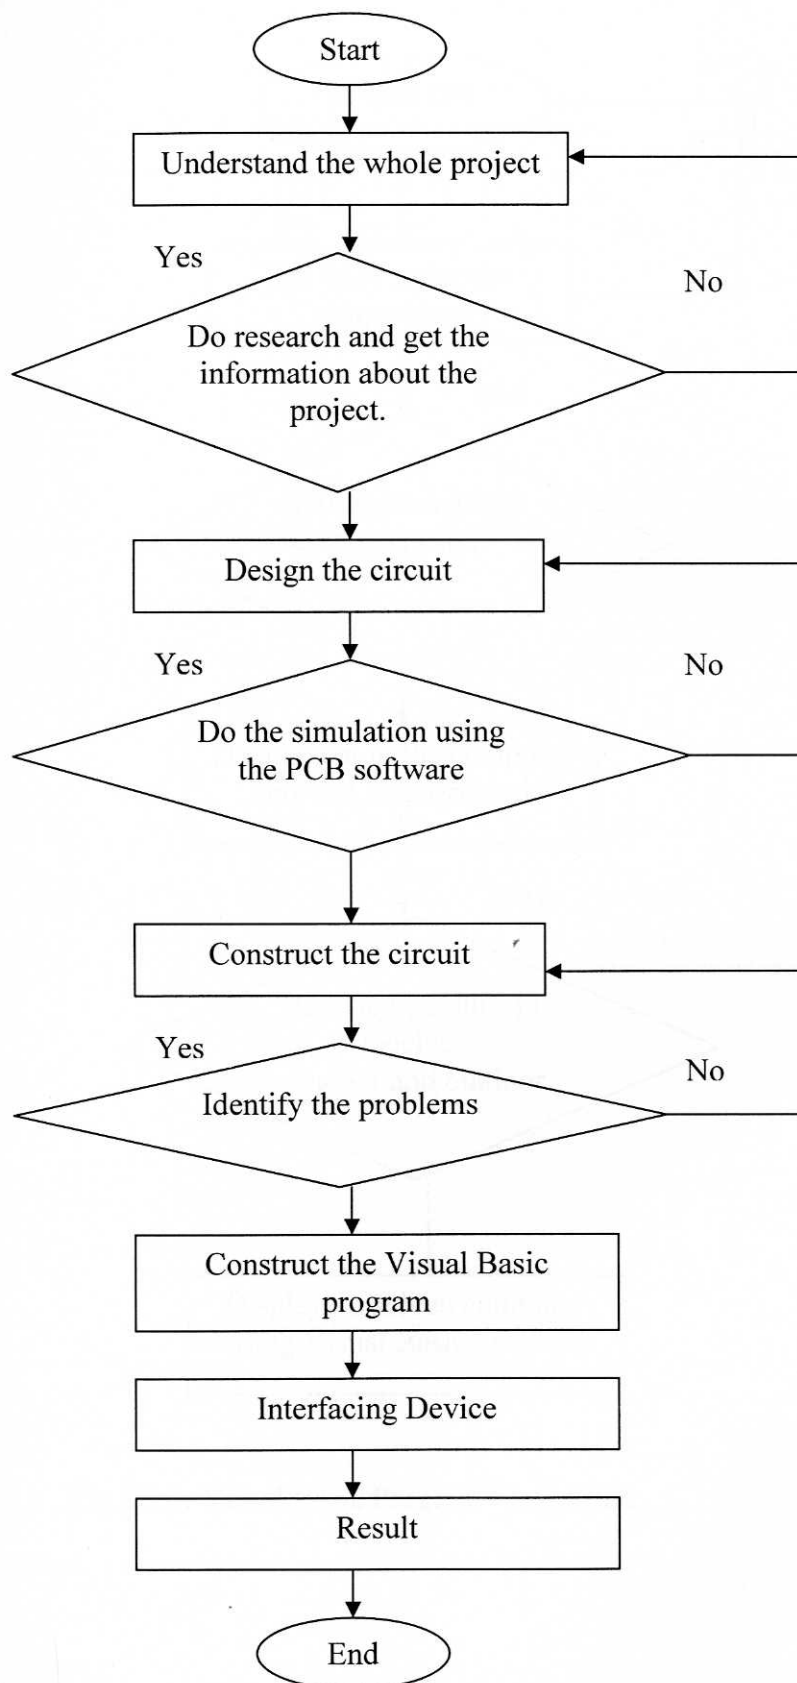 Start
Understand the whole project
Yes
No
Do research and get the
information about the
project.
Design the circuit
Yes
No
Do the simulation using
the PCB software
Construct the circuit
Yes
No
Identify the problems
Construct the Visual Basic
program
Interfacing Device
Result
End